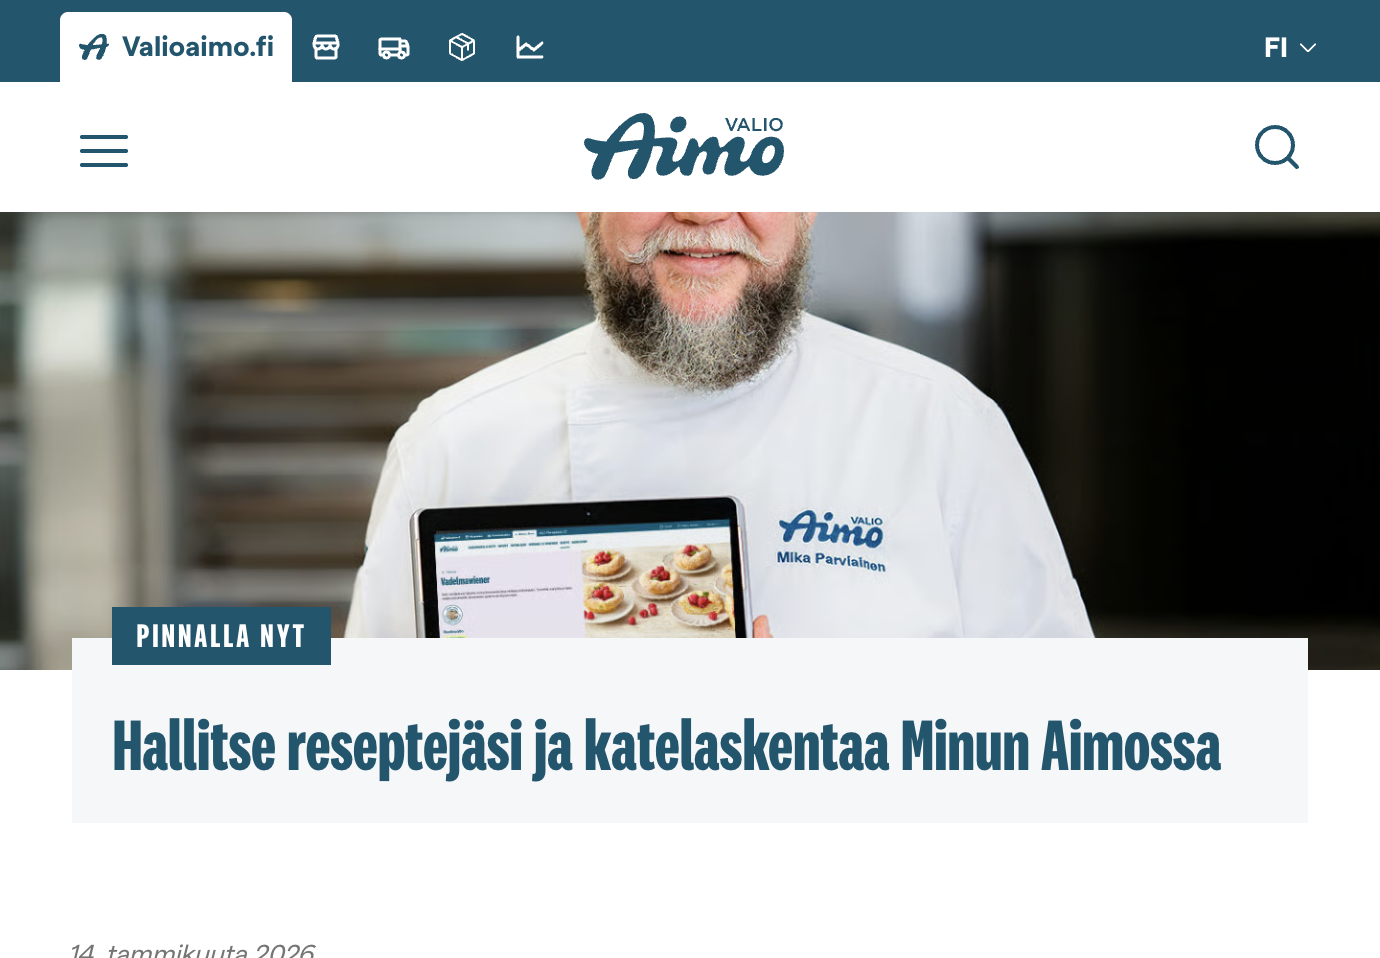 Valioaimo.fi
FI
VALIO
Aimo
VALIO
Aimo
Mika Parviainen
Vadelmawiener
PINNALLA NYT
Hallitse reseptejäsi ja katelaskentaa Minun Aimossa
14. tammikuuta 2026